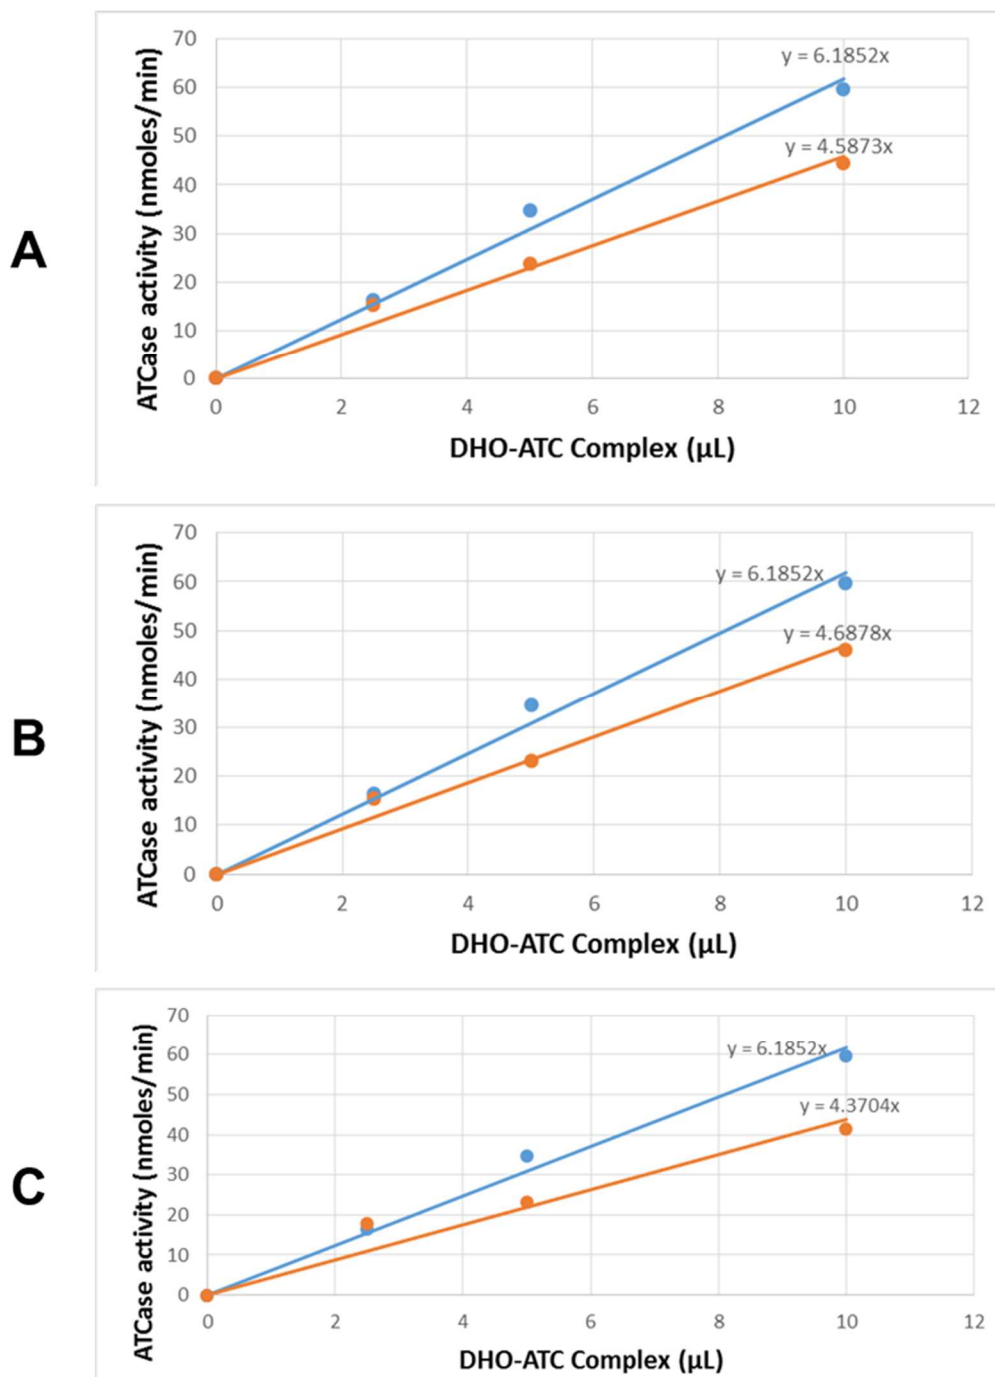 A
ATCase activity (nmoles/min)
70
60
50
40
30
20
10
0
y = 6.1852x
y = 4.5873x
0 2 4 6 8 10 12
DHO-ATC Complex (µL)
B
ATCase activity (nmoles/min)
70
60
50
40
30
20
10
0
y = 6.1852x
y = 4.6878x
0 2 4 6 8 10 12
DHO-ATC Complex (µL)
C
ATCase activity (nmoles/min)
70
60
50
40
30
20
10
0
y = 6.1852x
y = 4.3704x
0 2 4 6 8 10 12
DHO-ATC Complex (µL)